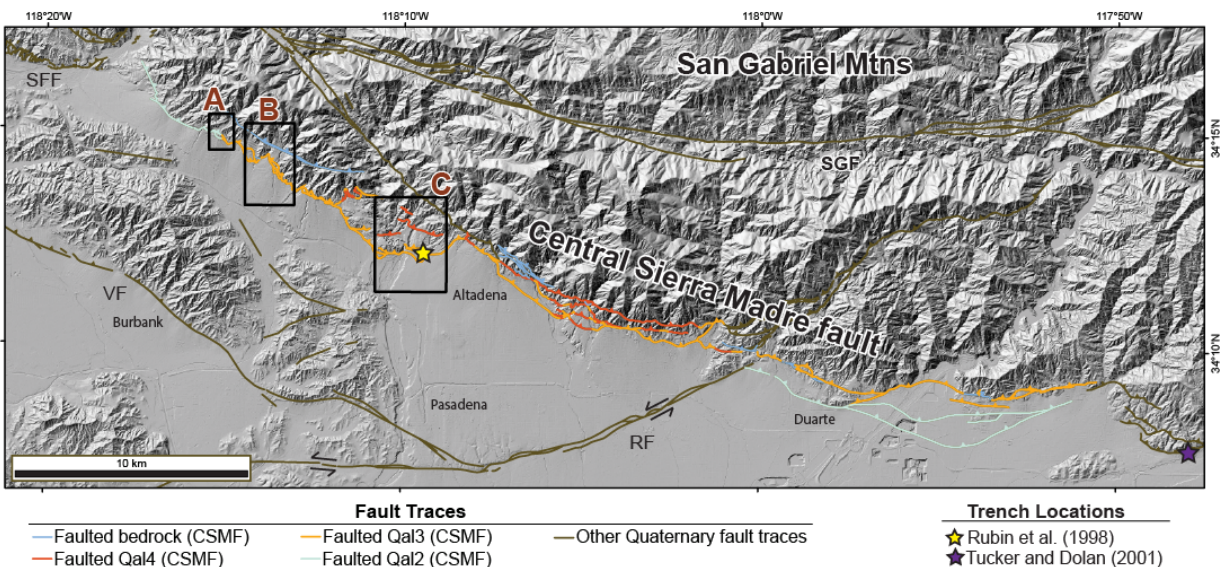 118°20'W
118°10'W
118°0'W
117°50'W
San Gabriel Mtns
SFF
A
B
34°15'N
SGF
C
Central Sierra Madre fault
VF
Altadena
Burbank
34°10'N
Pasadena
Duarte
RF
10 km
Fault Traces
Trench Locations
Faulted bedrock (CSMF)
Faulted Qal3 (CSMF)
Other Quaternary fault traces
Rubin et al. (1998)
Faulted Qal4 (CSMF)
Faulted Qal2 (CSMF)
Tucker and Dolan (2001)